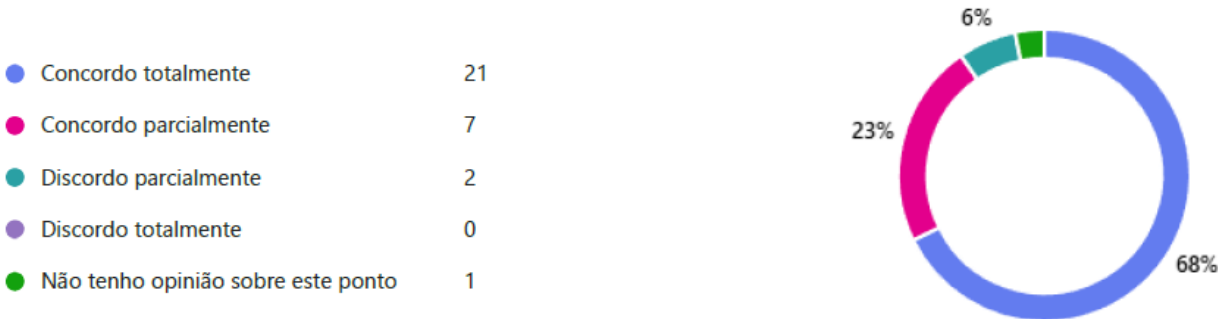 Concordo totalmente 21
Concordo parcialmente 7
Discordo parcialmente 2
Discordo totalmente 0
Não tenho opinião sobre este ponto 1
6%
23%
68%